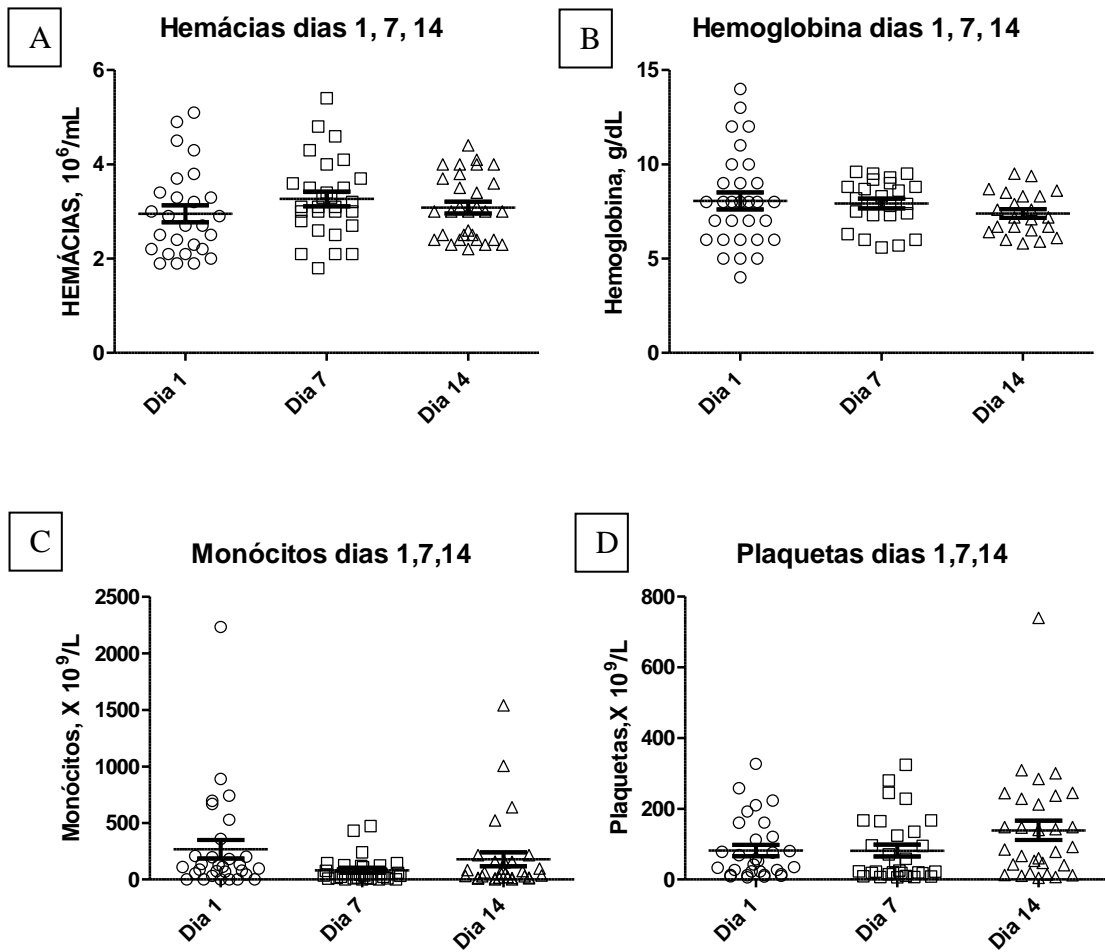 A
Hemácias dias 1, 7, 14
6
4
2
0
HEMÁCIAS, 10⁶/mL
Dia 1
Dia 7
Dia 14
B
Hemoglobina dias 1, 7, 14
15
10
5
0
Hemoglobina, g/dL
Dia 1
Dia 7
Dia 14
C
Monócitos dias 1,7,14
2500
2000
1500
1000
500
0
Monócitos, X 10⁹/L
Dia 1
Dia 7
Dia 14
D
Plaquetas dias 1,7,14
800
600
400
200
0
Plaquetas,X 10⁹/L
Dia 1
Dia 7
Dia 14